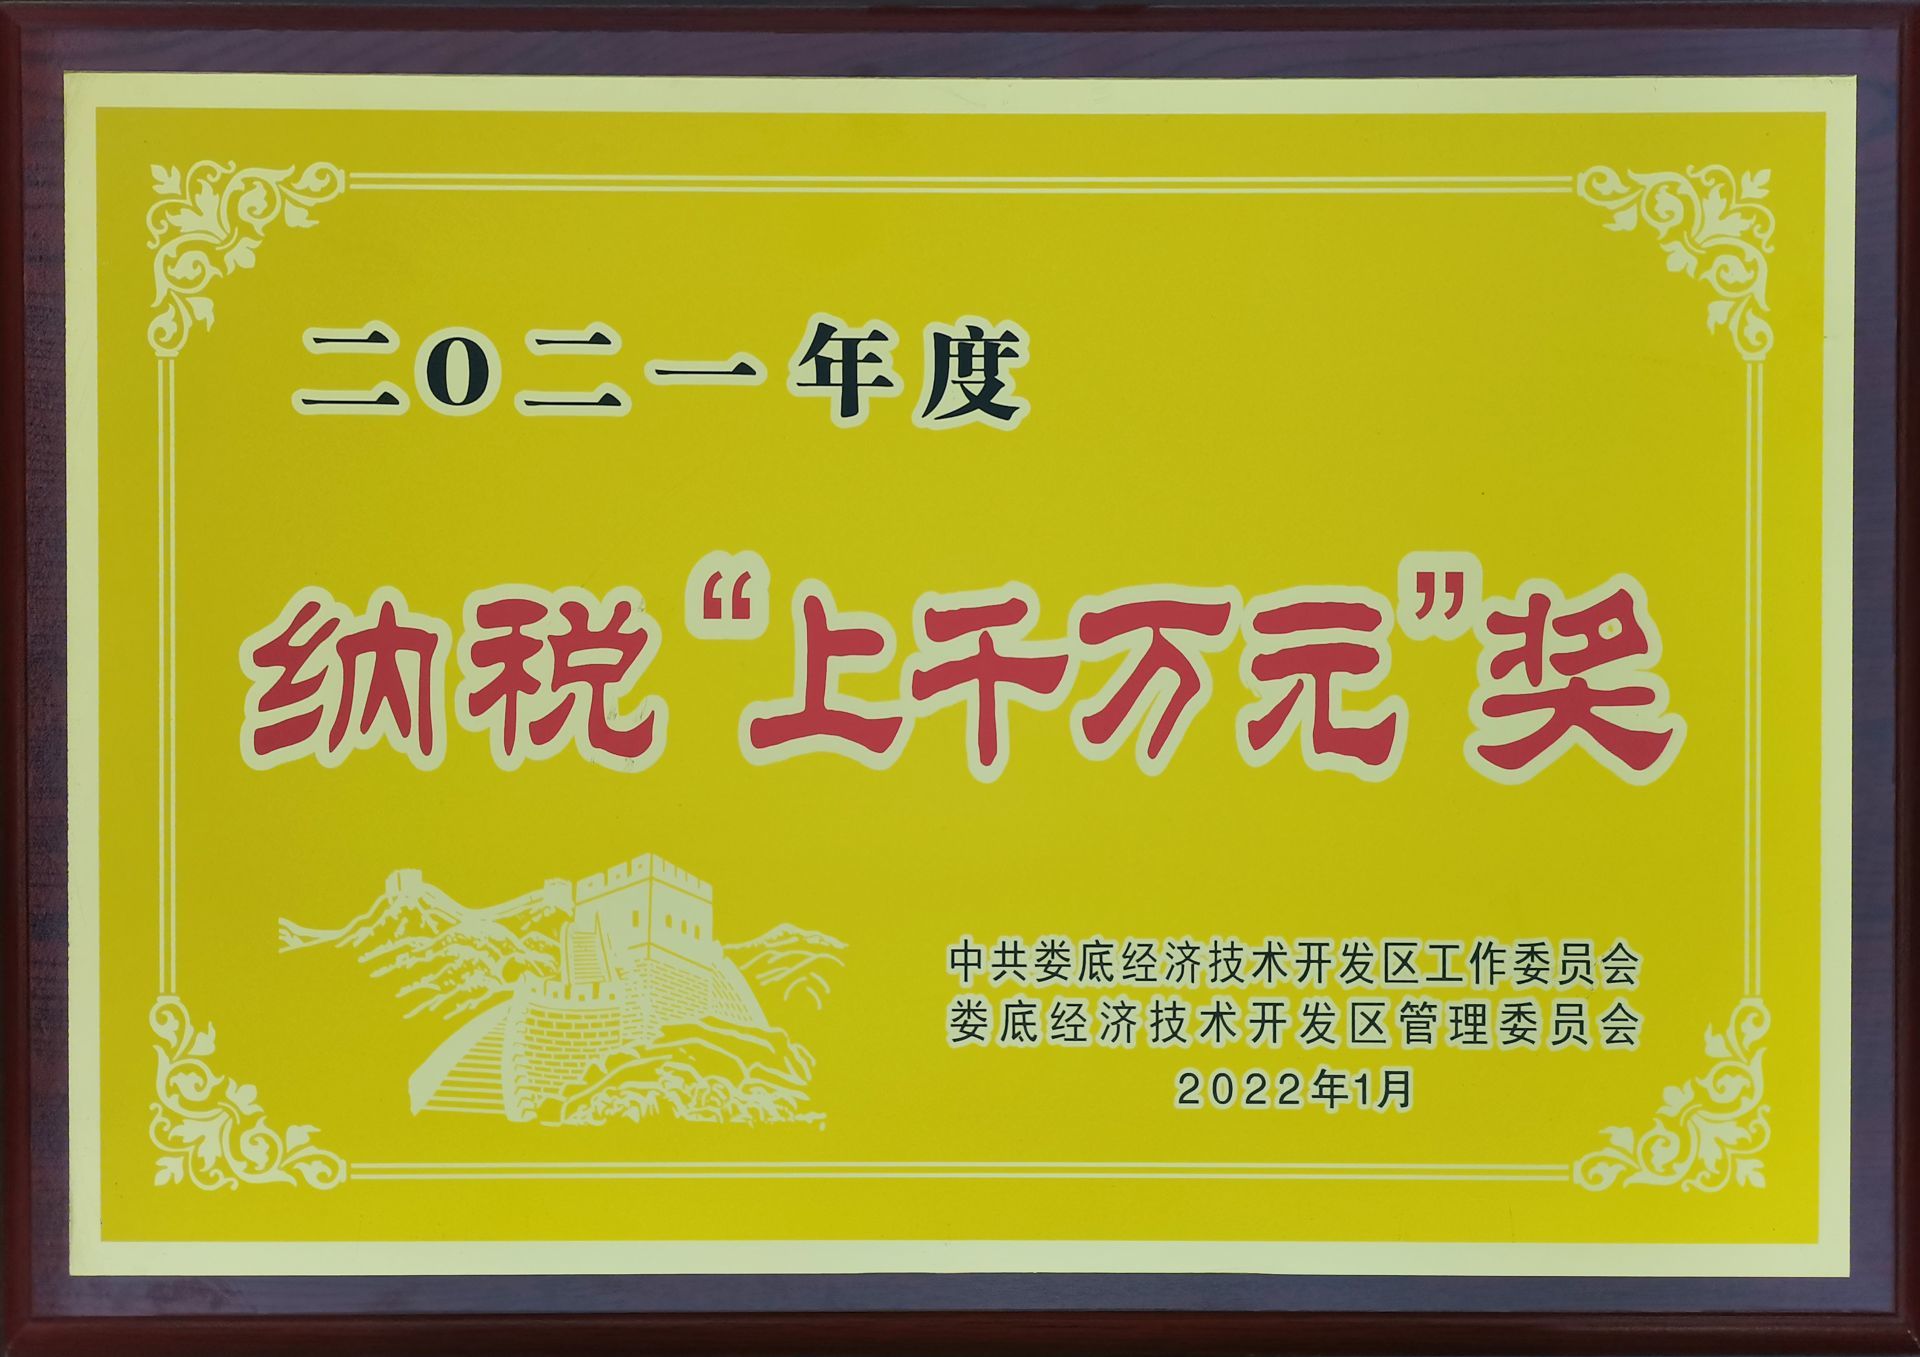 二O二一年度
纳税“上千万元”奖
中共娄底经济技术开发区工作委员会
娄底经济技术开发区管理委员会
2022年1月